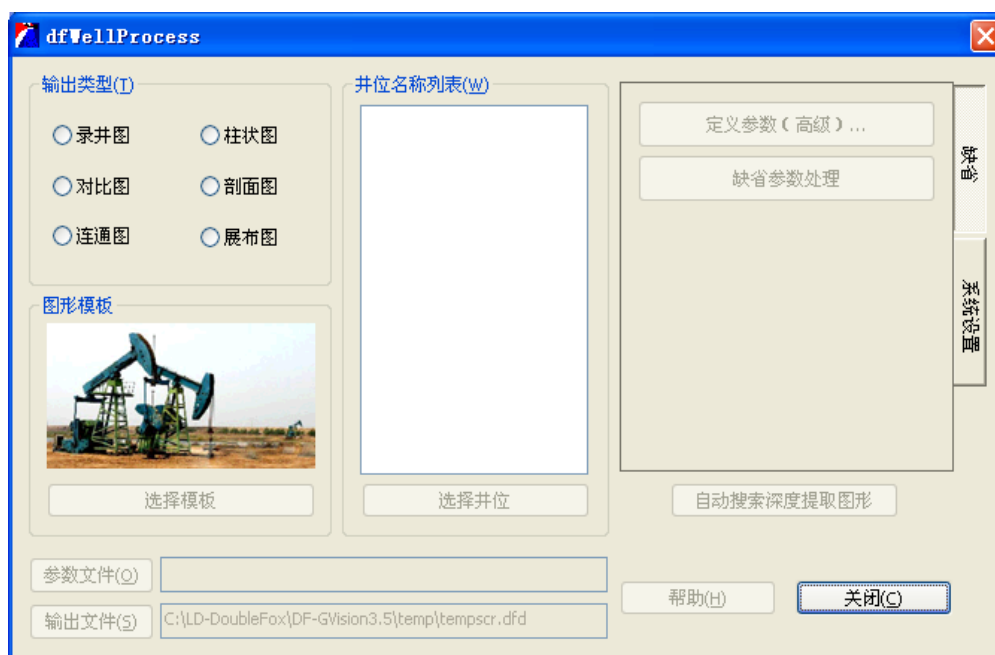 dfWellProcess
输出类型(T)
录井图
柱状图
对比图
剖面图
连通图
展布图
图形模板
选择模板
井位名称列表(W)
选择井位
定义参数(高级)...
缺省参数处理
缺省
系统设置
自动搜索深度提取图形
参数文件(O)
输出文件(S)
C:\LD-DoubleFox\DF-GVision3.5\temp\tempscr.dfd
帮助(H)
关闭(C)